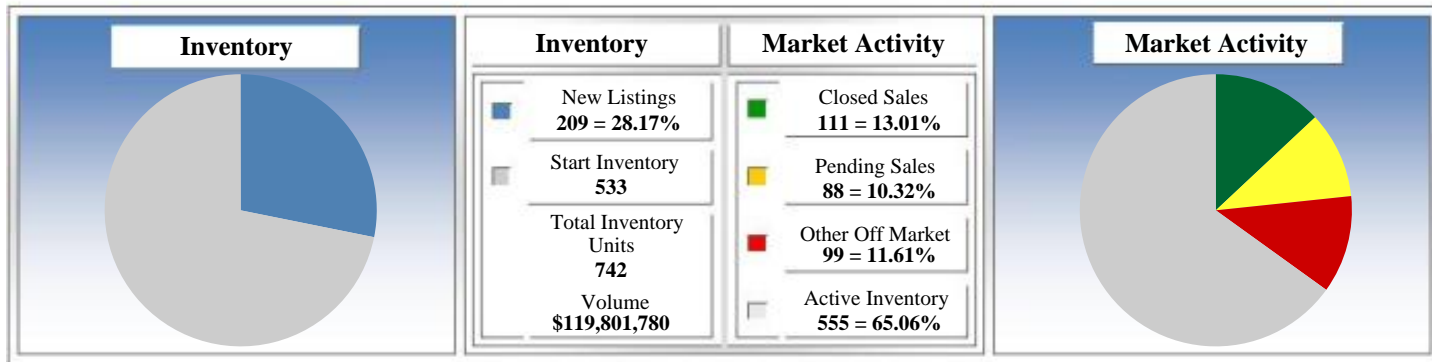 Inventory
Inventory
Market Activity
Market Activity
New Listings
209 = 28.17%
Start Inventory
533
Total Inventory
Units
742
Volume
$119,801,780
Closed Sales
111 = 13.01%
Pending Sales
88 = 10.32%
Other Off Market
99 = 11.61%
Active Inventory
555 = 65.06%